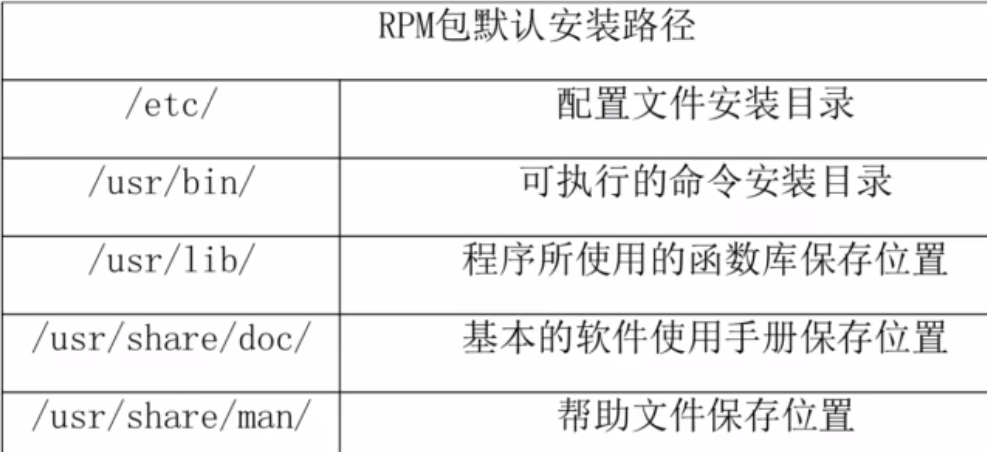 RPM包默认安装路径
/etc/ 配置文件安装目录
/usr/bin/ 可执行的命令安装目录
/usr/lib/ 程序所使用的函数库保存位置
/usr/share/doc/ 基本的软件使用手册保存位置
/usr/share/man/ 帮助文件保存位置